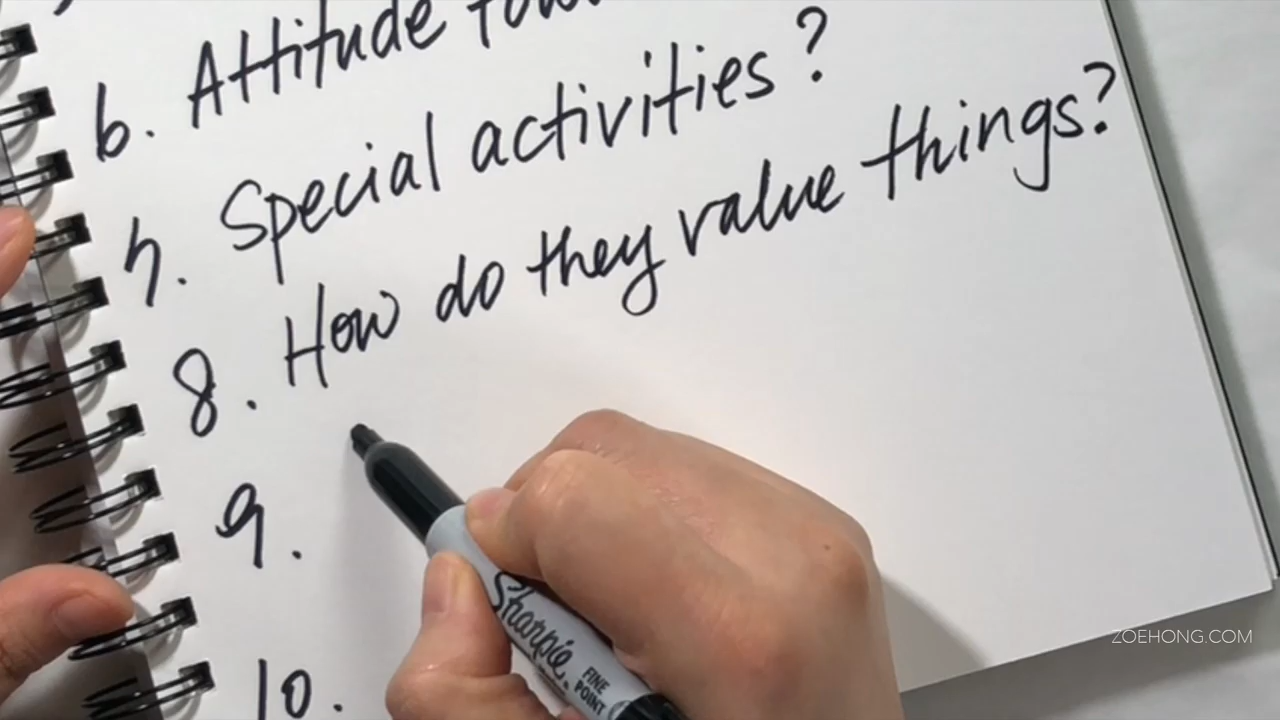 6. Attitude
7. Special activities?
8. How do they value things?
9.
10.
Sharpie.
FINE
POINT
ZOEHONG.COM